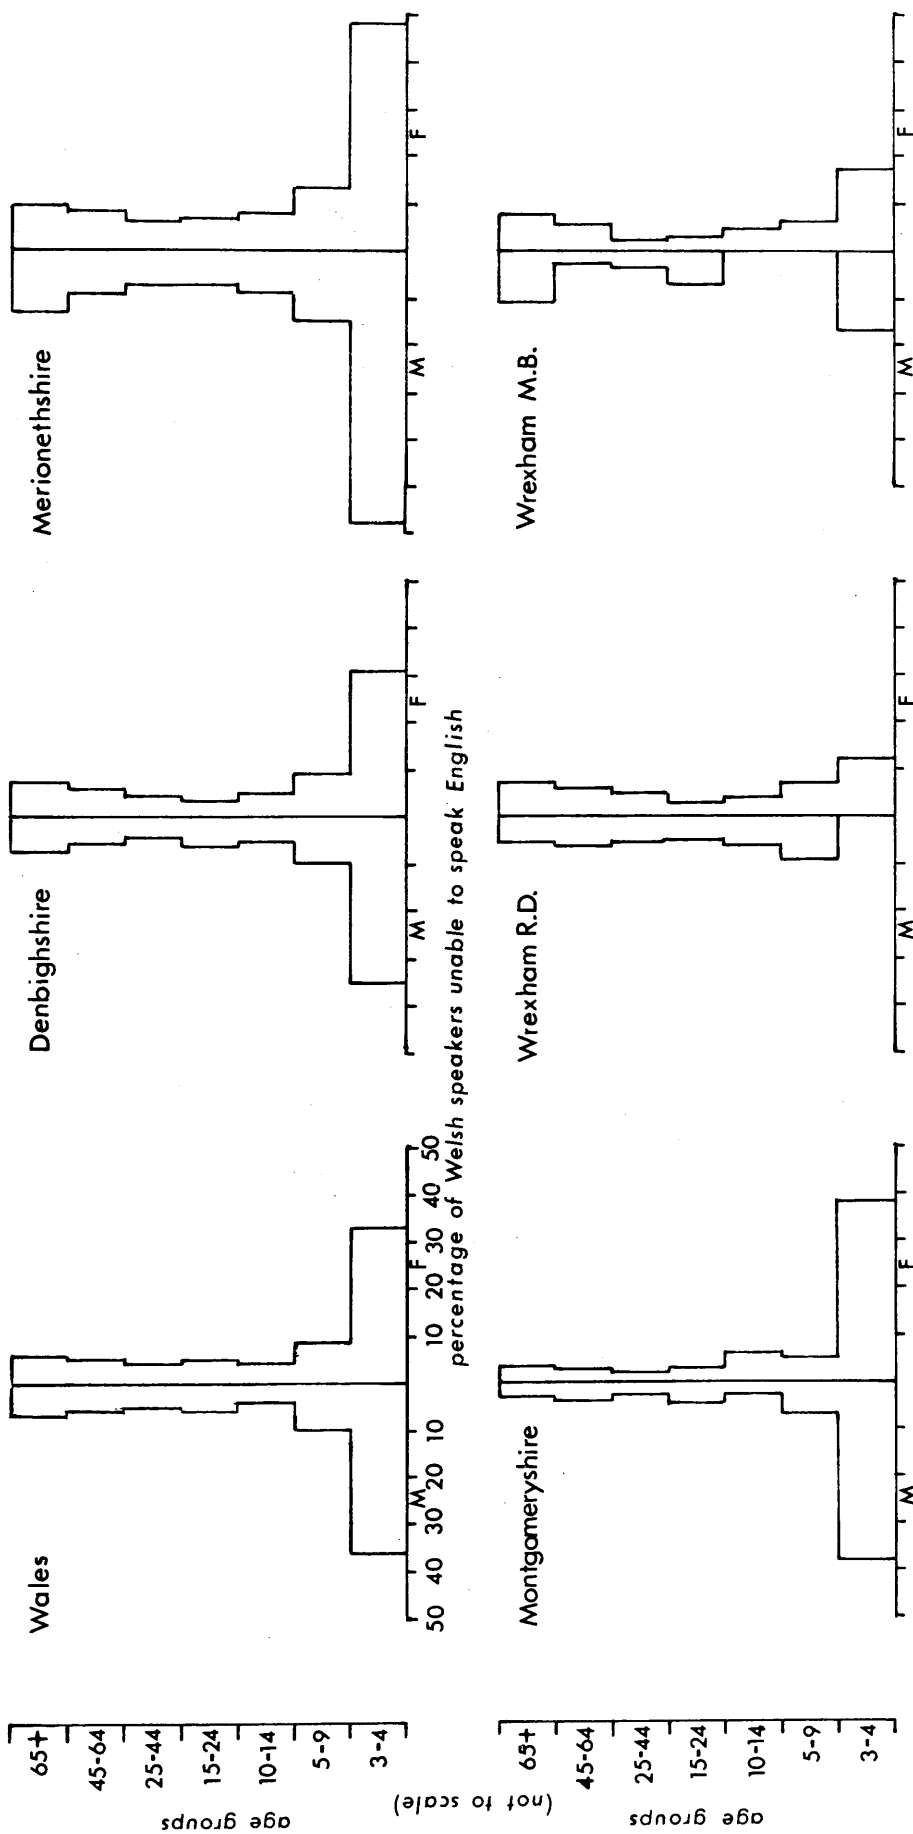 Wales
Denbighshire
Merionethshire
age groups
65+
45-64
25-44
15-24
10-14
5-9
3-4
M
F
M
F
M
F
50 40 30 20 10 10 20 30 40 50
percentage of Welsh speakers unable to speak English
(not to scale)
Montgomeryshire
Wrexham R.D.
Wrexham M.B.
age groups
65+
45-64
25-44
15-24
10-14
5-9
3-4
M
F
M
F
M
F